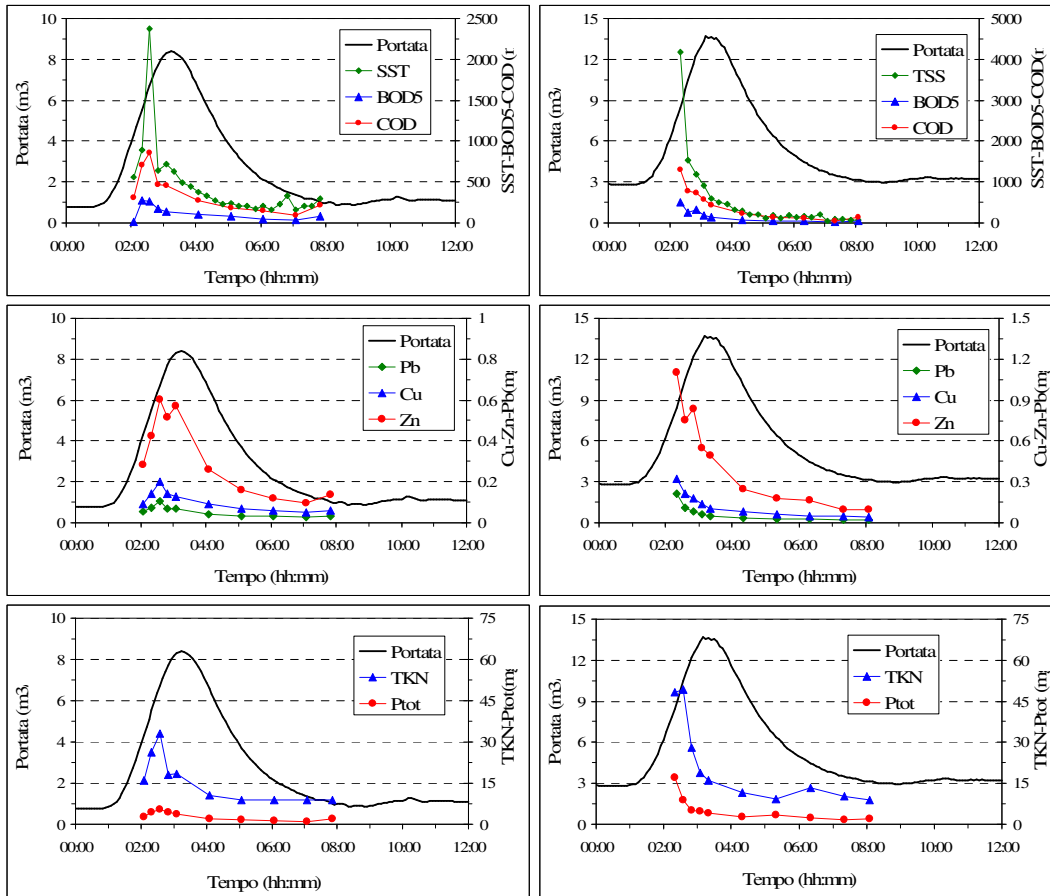 10
8
6
4
2
0
Portata (m3/
2500
2000
1500
1000
500
0
SST-BOD5-COD (r
Portata
SST
BOD5
COD
00:00 02:00 04:00 06:00 08:00 10:00 12:00
Tempo (hh:mm)
15
12
9
6
3
0
Portata (m3/
5000
4000
3000
2000
1000
0
SST-BOD5-COD(r
Portata
TSS
BOD5
COD
00:00 02:00 04:00 06:00 08:00 10:00 12:00
Tempo (hh:mm)
10
8
6
4
2
0
Portata (m3,
1
0.8
0.6
0.4
0.2
0
Cu-Zn-Pb(m
Portata
Pb
Cu
Zn
00:00 02:00 04:00 06:00 08:00 10:00 12:00
Tempo (hh:mm)
15
12
9
6
3
0
Portata (m3,
1.5
1.2
0.9
0.6
0.3
0
Cu-Zn-Pb(m
Portata
Pb
Cu
Zn
00:00 02:00 04:00 06:00 08:00 10:00 12:00
Tempo (hh:mm)
10
8
6
4
2
0
Portata (m3,
75
60
45
30
15
0
TKN-Ptot(m
Portata
TKN
Ptot
00:00 02:00 04:00 06:00 08:00 10:00 12:00
Tempo (hh:mm)
15
12
9
6
3
0
Portata (m3,
75
60
45
30
15
0
TKN-Ptot (m
Portata
TKN
Ptot
00:00 02:00 04:00 06:00 08:00 10:00 12:00
Tempo (hh:mm)